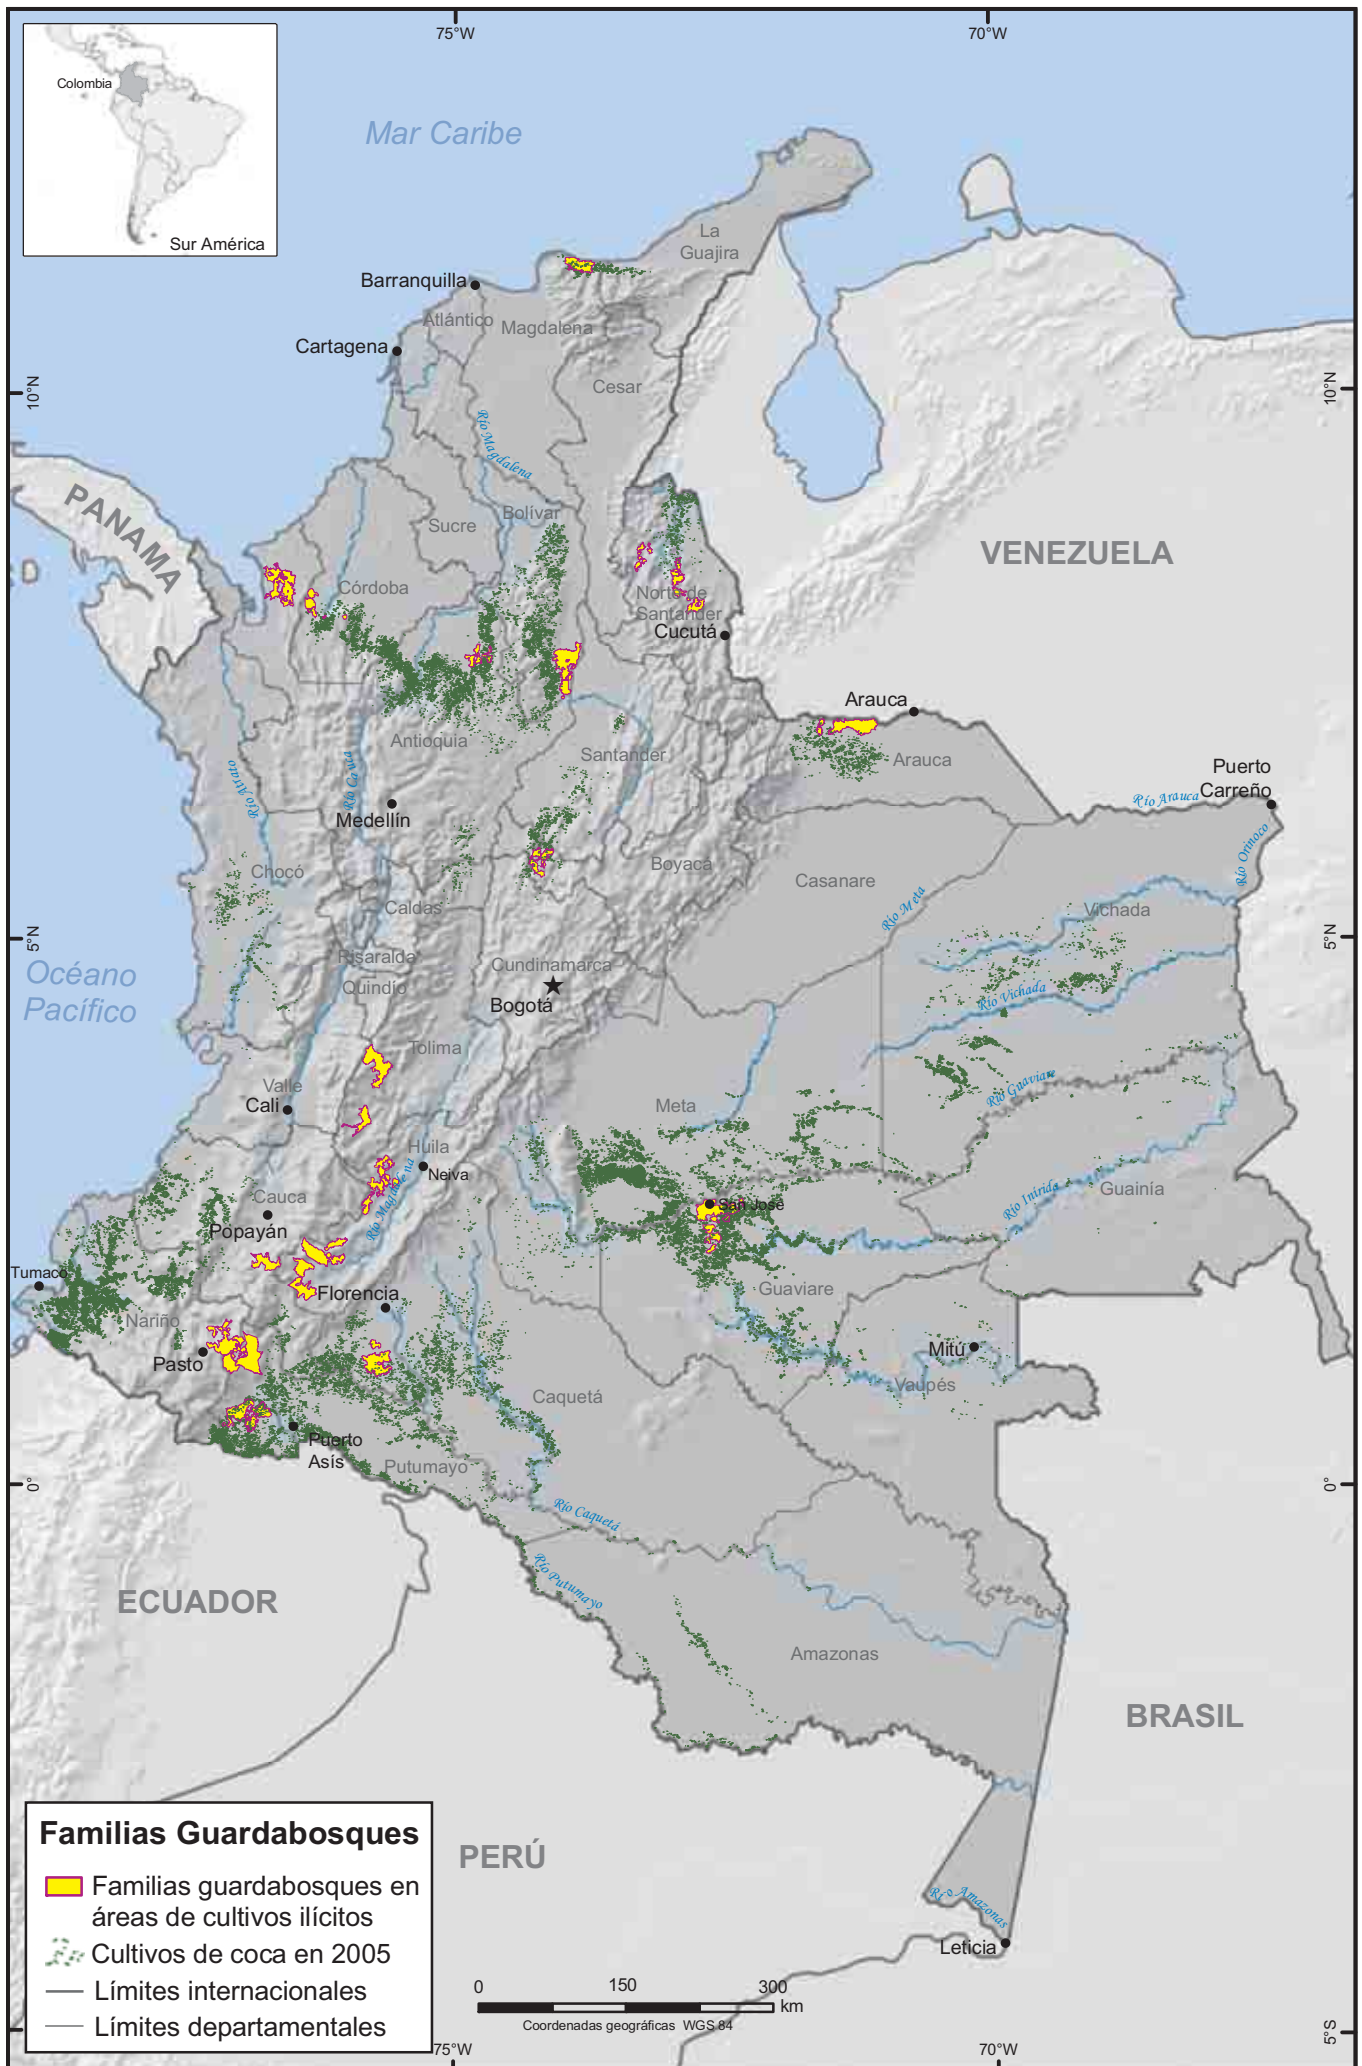 75°W
70°W
Colombia
Sur América
Mar Caribe
La
Guajira
Barranquilla
Atlántico
Magdalena
Cartagena
Cesar
10°N
10°N
Río Magdalena
PANAMA
Sucre
Bolívar
VENEZUELA
Córdoba
Norte de
Santander
Cucutá
Arauca
Antioquia
Santander
Arauca
Puerto
Carreño
Río Arauca
Río Atrato
Río Cauca
Medellín
Río Orinoco
Chocó
Boyacá
Casanare
Caldas
Río Meta
Vichada
5°N
5°N
Océano
Pacífico
Risaralda
Cundinamarca
Quindío
Bogotá
Río Vichada
Tolima
Valle
Cali
Meta
Río Guaviare
Huila
Neiva
Cauca
Popayán
Río Magdalena
San José
Río Inírida
Guainía
Tumaco
Florencia
Guaviare
Nariño
Pasto
Mitú
Vaupés
Caquetá
Puerto
Asís
Putumayo
0°
0°
Río Caquetá
Río Putumayo
ECUADOR
Amazonas
BRASIL
PERÚ
Río Amazonas
Leticia
Familias Guardabosques
Familias guardabosques en
áreas de cultivos ilícitos
Cultivos de coca en 2005
Límites internacionales
Límites departamentales
0 150 300
km
Coordenadas geográficas WGS 84
5°S
75°W
70°W